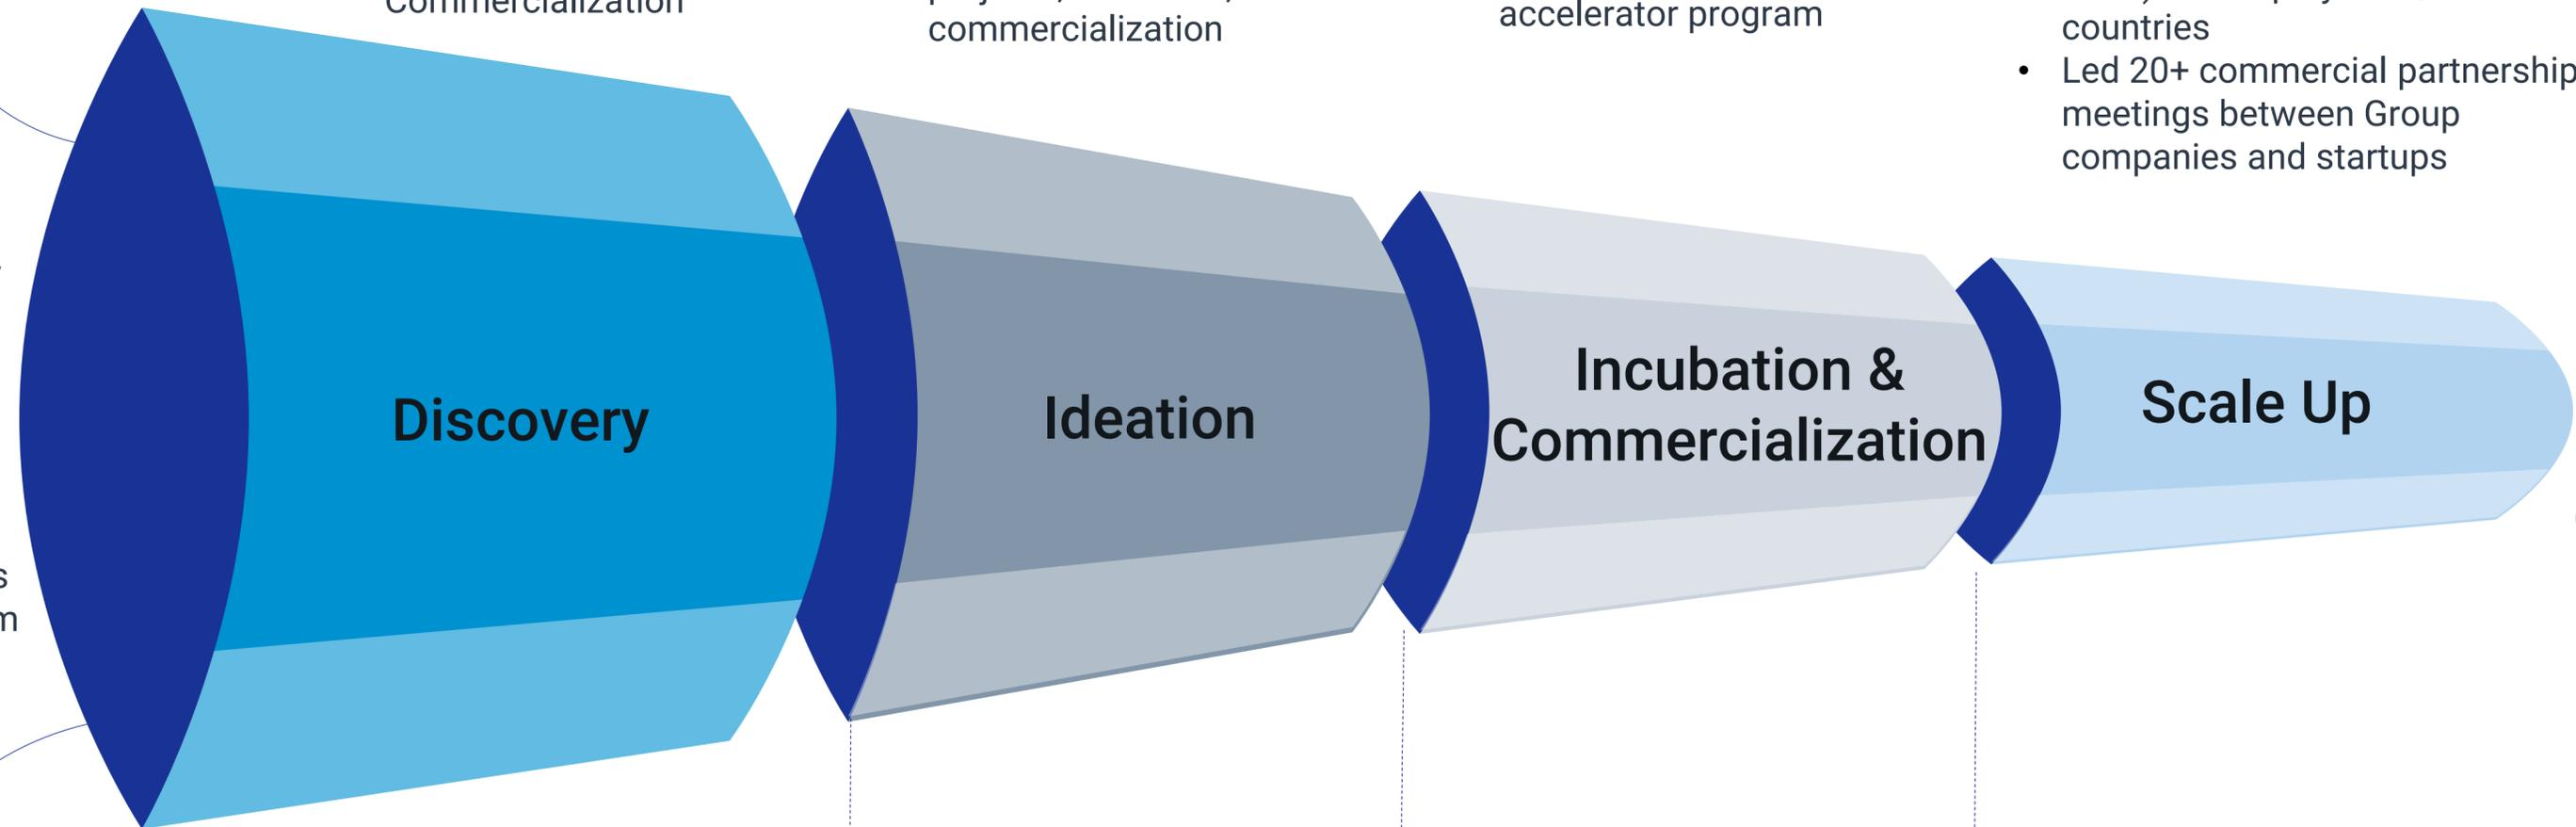 Commercialization
commercialization
accelerator program
countries
• Led 20+ commercial partnership
meetings between Group
companies and startups
Discovery
Ideation
Incubation &
Commercialization
Scale Up